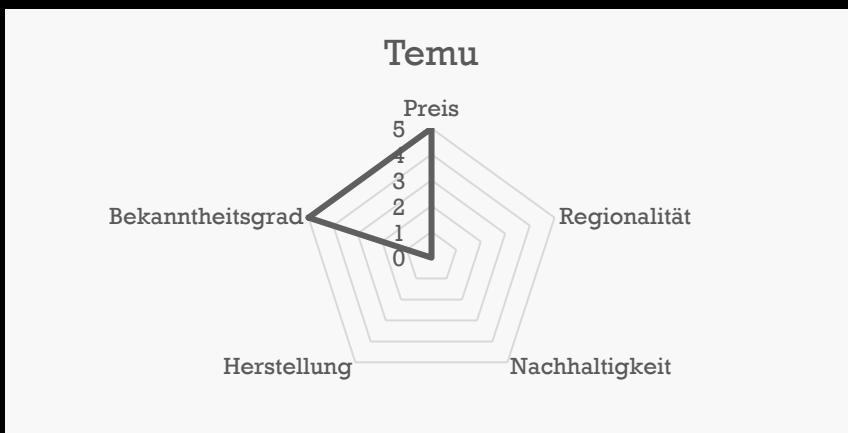 Temu
Preis
5
4
3
2
1
0
Bekanntheitsgrad
Regionalität
Herstellung
Nachhaltigkeit